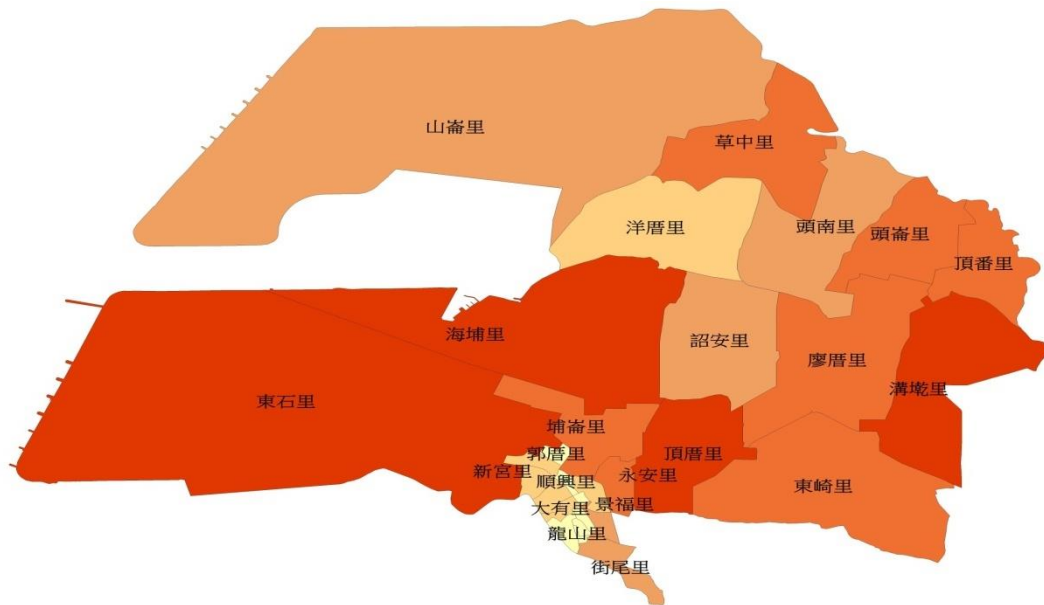 山崙里
草中里
洋厝里
頭南里
頭崙里
頂番里
海埔里
詔安里
廖厝里
溝墘里
東石里
埔崙里
郭厝里
頂厝里
新宮里
永安里
順興里
東崎里
大有里
景福里
龍山里
街尾里